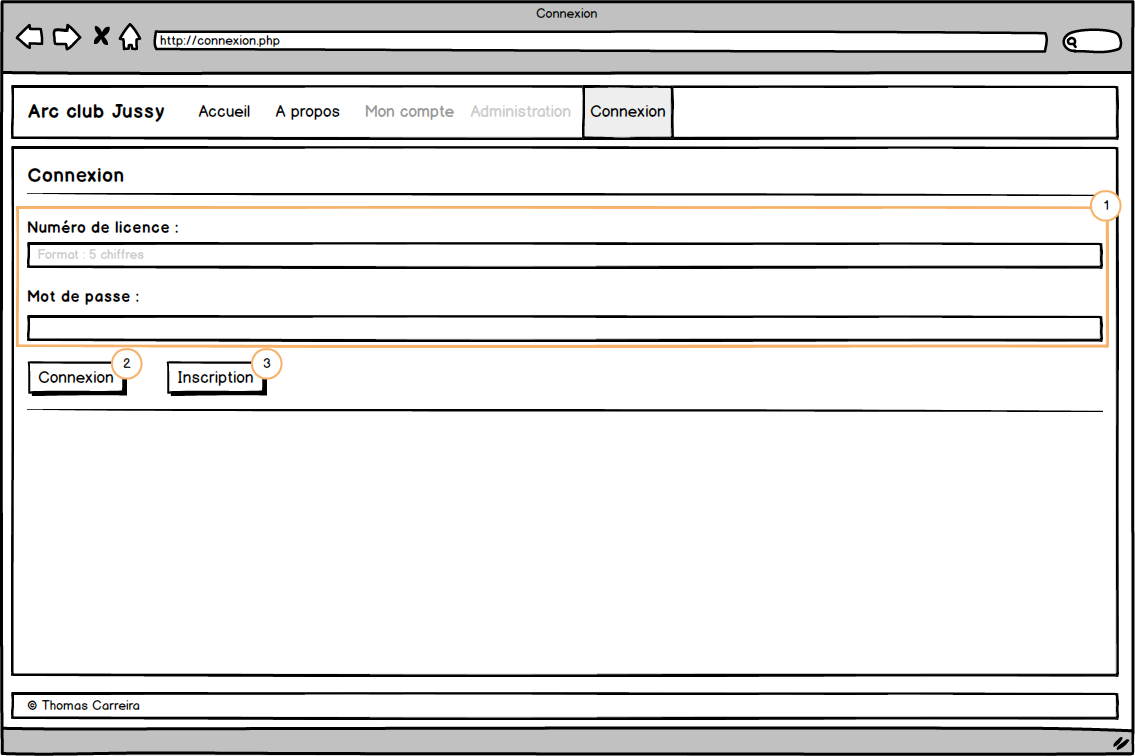 Connexion
http://connexion.php
Arc club Jussy Accueil A propos Mon compte Administration Connexion
Connexion
1
Numéro de licence :
Format : 5 chiffres
Mot de passe :
2 3
Connexion Inscription
© Thomas Carreira